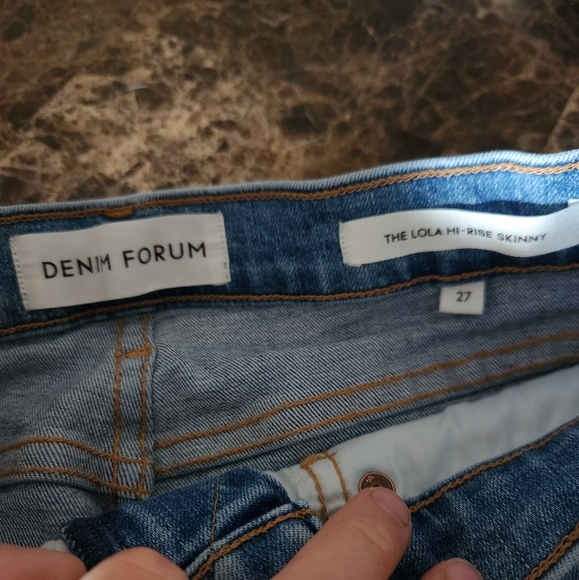 DENIM FORUM
THE LOLA HI-RISE SKINNY
27